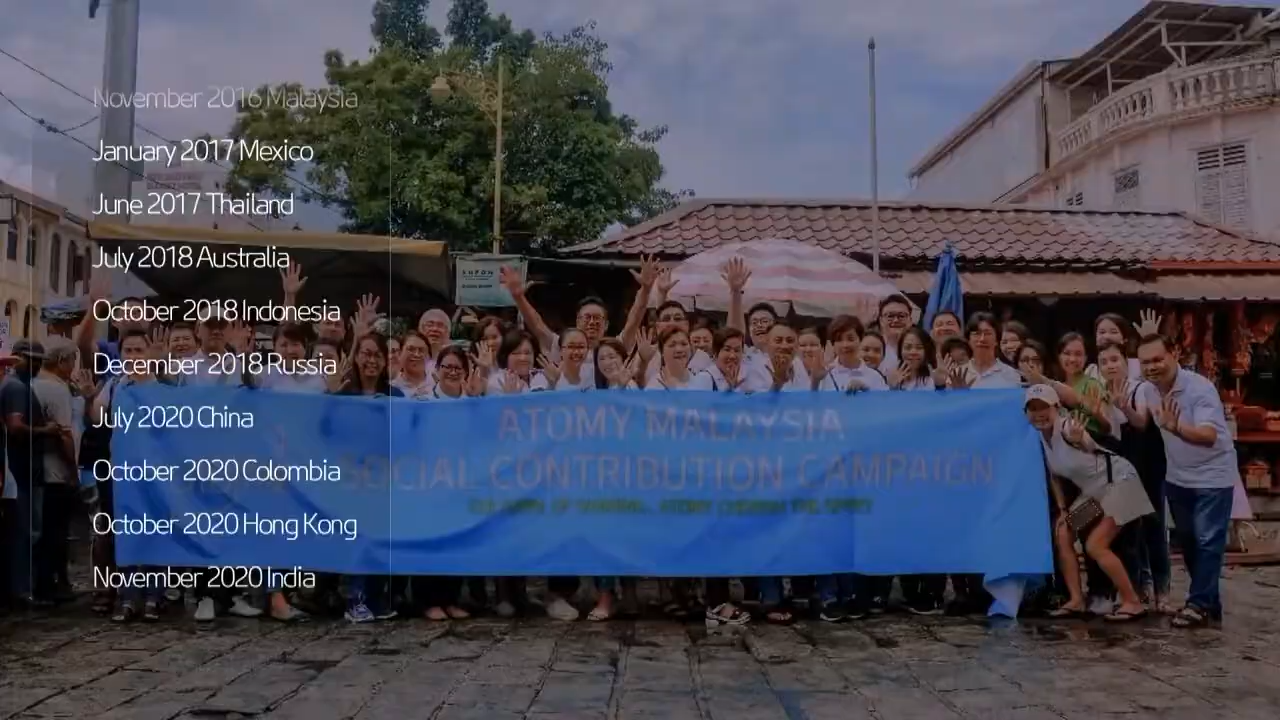 November 2016 Malaysia
January 2017 Mexico
June 2017 Thailand
July 2018 Australia
October 2018 Indonesia
December 2018 Russia
July 2020 China
October 2020 Colombia
October 2020 Hong Kong
November 2020 India
ATOMY MALAYSIA
SOCIAL CONTRIBUTION CAMPAIGN